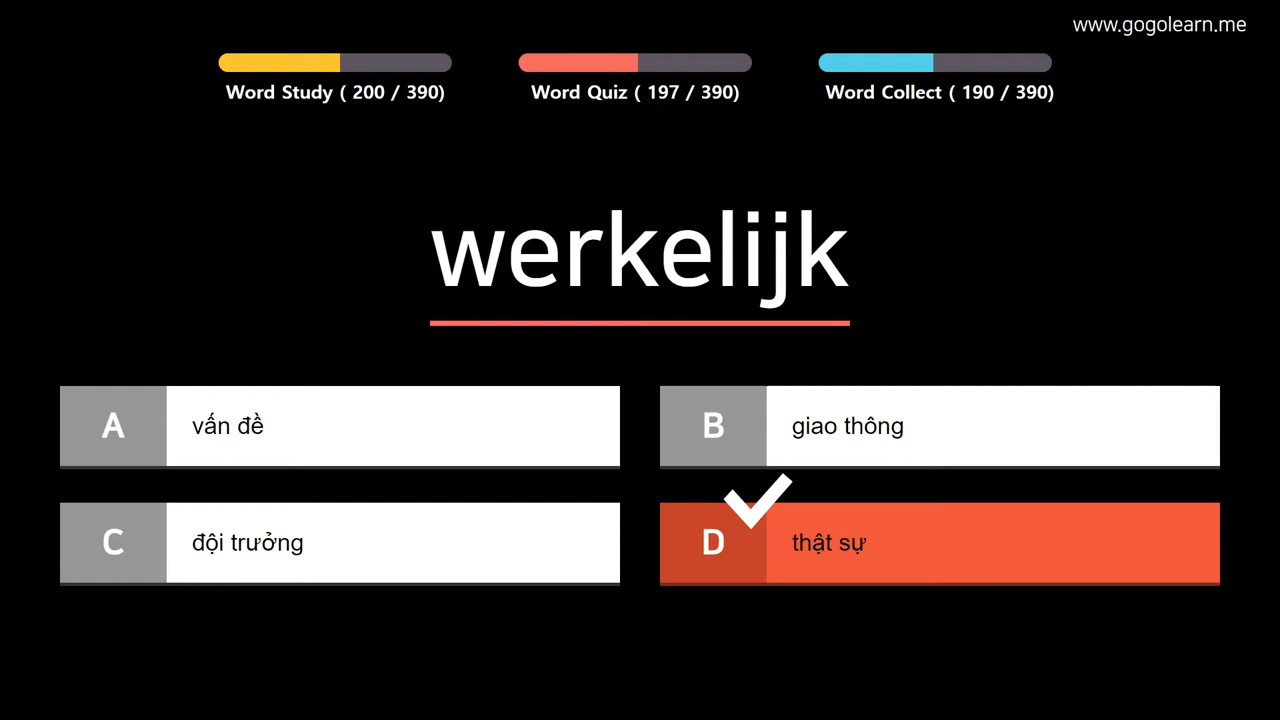 www.gogolearn.me
Word Study ( 200 / 390)
Word Quiz ( 197 / 390)
Word Collect ( 190 / 390)
werkelijk
A vấn đề
B giao thông
C đội trưởng
D thật sự